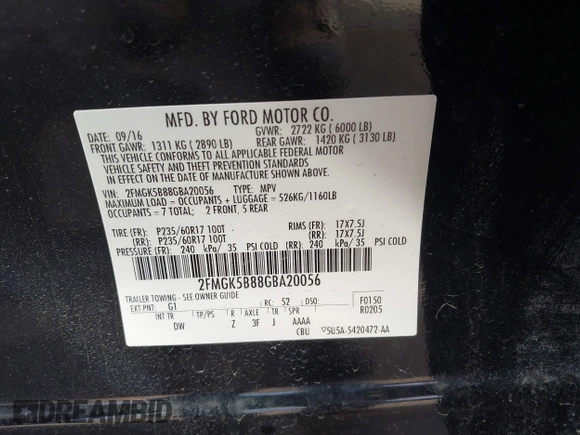 MFD. BY FORD MOTOR CO.
DATE: 09/16 GVWR: 2722 KG ( 6000 LB)
FRONT GAWR: 1311 KG ( 2890 LB) REAR GAWR: 1420 KG ( 3130 LB)
THIS VEHICLE CONFORMS TO ALL APPLICABLE FEDERAL MOTOR
VEHICLE SAFETY AND THEFT PREVENTION STANDARDS
IN EFFECT ON THE DATE OF MANUFACTURE SHOWN ABOVE.
VIN: 2FMGK5B88GBA20056 TYPE: MPV
MAXIMUM LOAD = OCCUPANTS + LUGGAGE = 526KG/1160LB
OCCUPANTS = 7 TOTAL; 2 FRONT, 5 REAR
TIRE (FR): P235/60R17 100T RIMS (FR): 17X7.5J
(RR): P235/60R17 100T (RR): 17X7.5J
PRESSURE (FR): 240 kPa/ 35 PSI COLD (RR): 240 kPa/ 35 PSI COLD
2FMGK5B88GBA20056
TRAILER TOWING - SEE OWNER GUIDE
EXT PNT: G1 RC: 52 DSO: F0150
INT TR TP/PS R AXLE TR SPR R0205
DW Z 3F J AAAA
CBU 5U5A-5420472-AA
DREAMBID